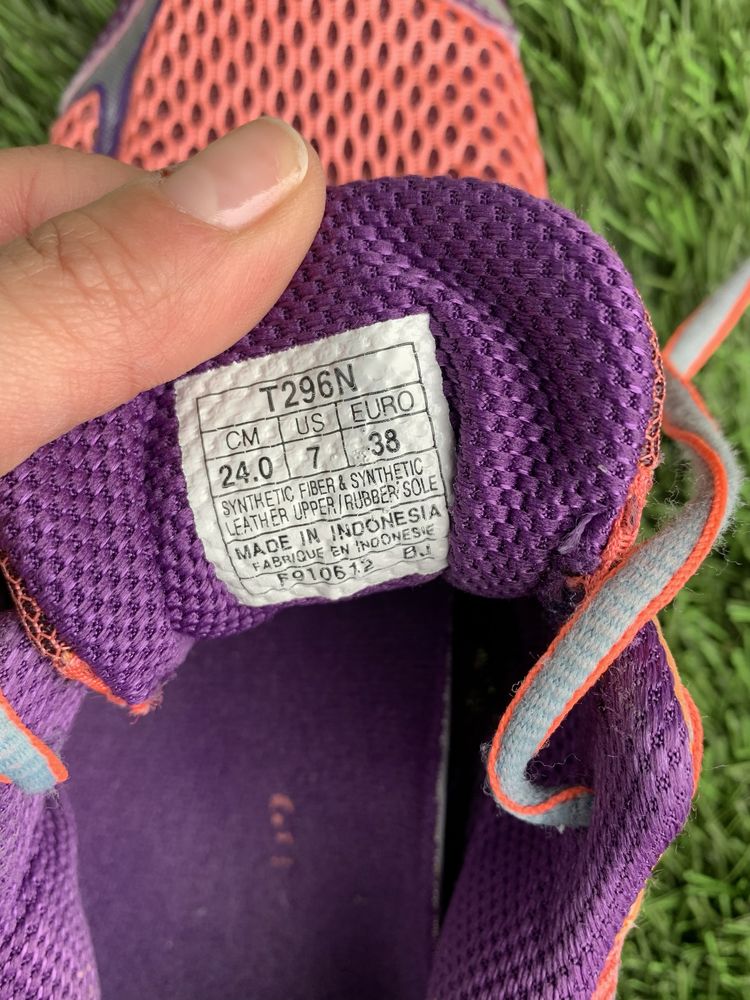 T296N
CM US EURO
24.0 7 38
SYNTHETIC FIBER & SYNTHETIC
LEATHER UPPER/RUBBER SOLE
MADE IN INDONESIA
FABRIQUE EN INDONESIE
F910612 BJ